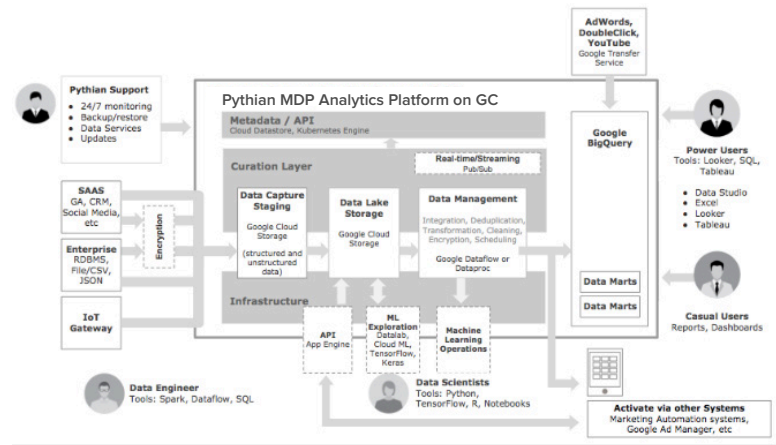 AdWords,
DoubleClick,
YouTube
Google Transfer
Service
Pythian Support
• 24/7 monitoring
• Backup/restore
• Data Services
• Updates
Pythian MDP Analytics Platform on GC
Metadata / API
Cloud Datastore, Kubernetes Engine
Curation Layer
Real-time/Streaming
Pub/Sub
Google
BigQuery
Power Users
Tools: Looker, SQL,
Tableau
• Data Studio
• Excel
• Looker
• Tableau
SAAS
GA, CRM,
Social Media,
etc
Enterprise
RDBMS,
File/CSV,
JSON
IoT
Gateway
Encryption
Data Capture
Staging
Google Cloud
Storage
(structured and
unstructured
data)
Data Lake
Storage
Google Cloud
Storage
Data Management
Integration, Deduplication,
Transformation, Cleaning,
Encryption, Scheduling
Google Dataflow or
Dataproc
Data Marts
Data Marts
Infrastructure
API
App Engine
ML
Exploration
Datalab,
Cloud ML,
TensorFlow,
Keras
Machine
Learning
Operations
Casual Users
Reports, Dashboards
Data Engineer
Tools: Spark, Dataflow, SQL
Data Scientists
Tools: Python,
TensorFlow, R, Notebooks
Activate via other Systems
Marketing Automation systems,
Google Ad Manager, etc